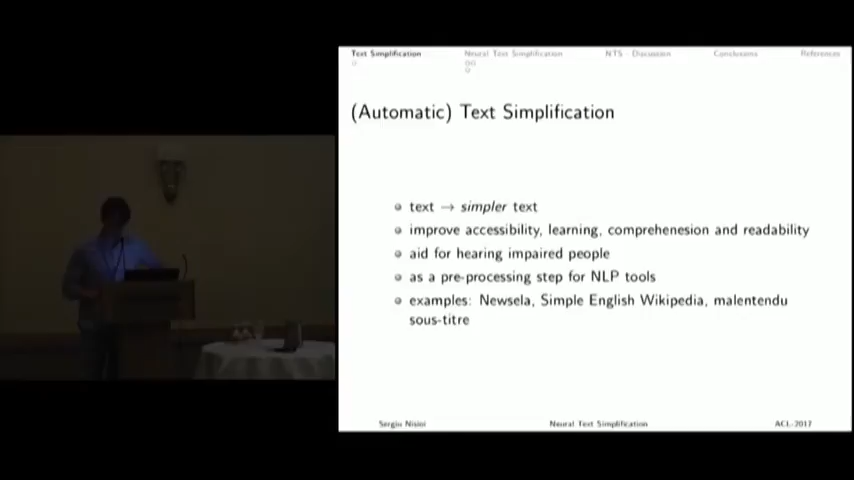 Text Simplification Neural Text Simplification NTS - Discussion Conclusions References
(Automatic) Text Simplification
text → simpler text
improve accessibility, learning, comprehenesion and readability
aid for hearing impaired people
as a pre-processing step for NLP tools
examples: Newsela, Simple English Wikipedia, malentendu
sous-titre
Sergiu Nisioi Neural Text Simplification ACL-2017